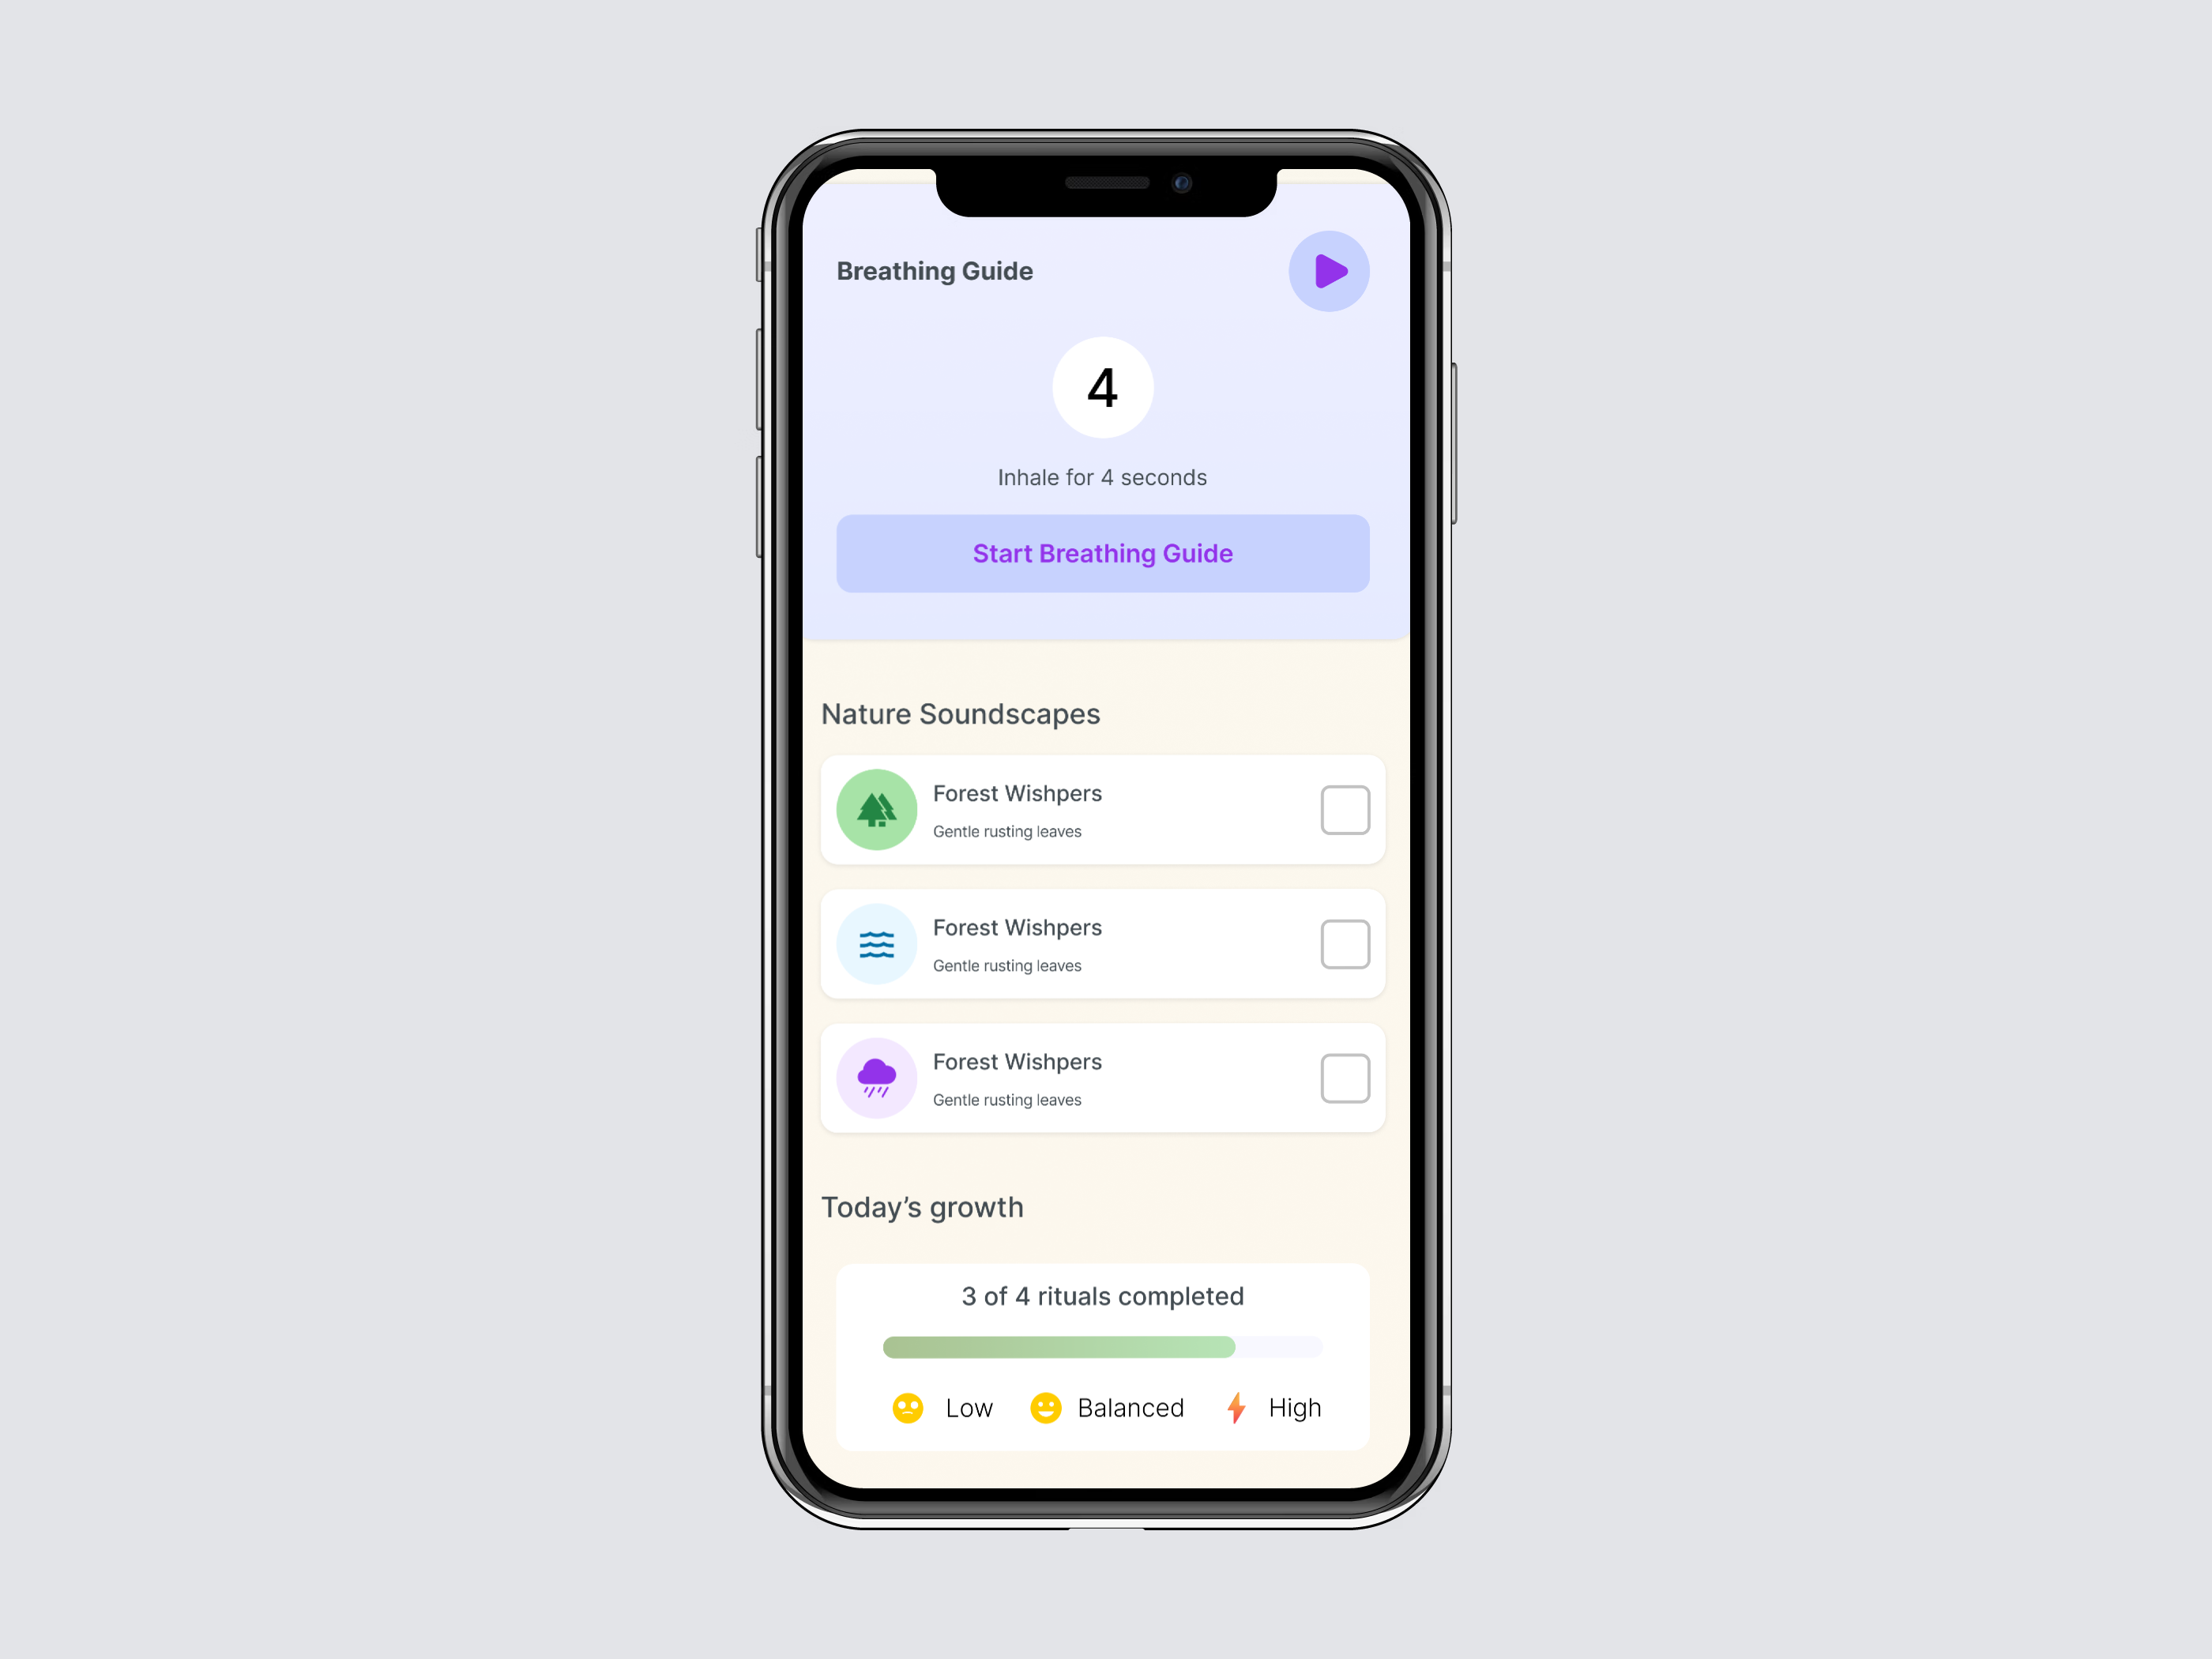 Breathing Guide
4
Inhale for 4 seconds
Start Breathing Guide
Nature Soundscapes
Forest Wishpers
Gentle rusting leaves
Forest Wishpers
Gentle rusting leaves
Forest Wishpers
Gentle rusting leaves
Today’s growth
3 of 4 rituals completed
Low Balanced High